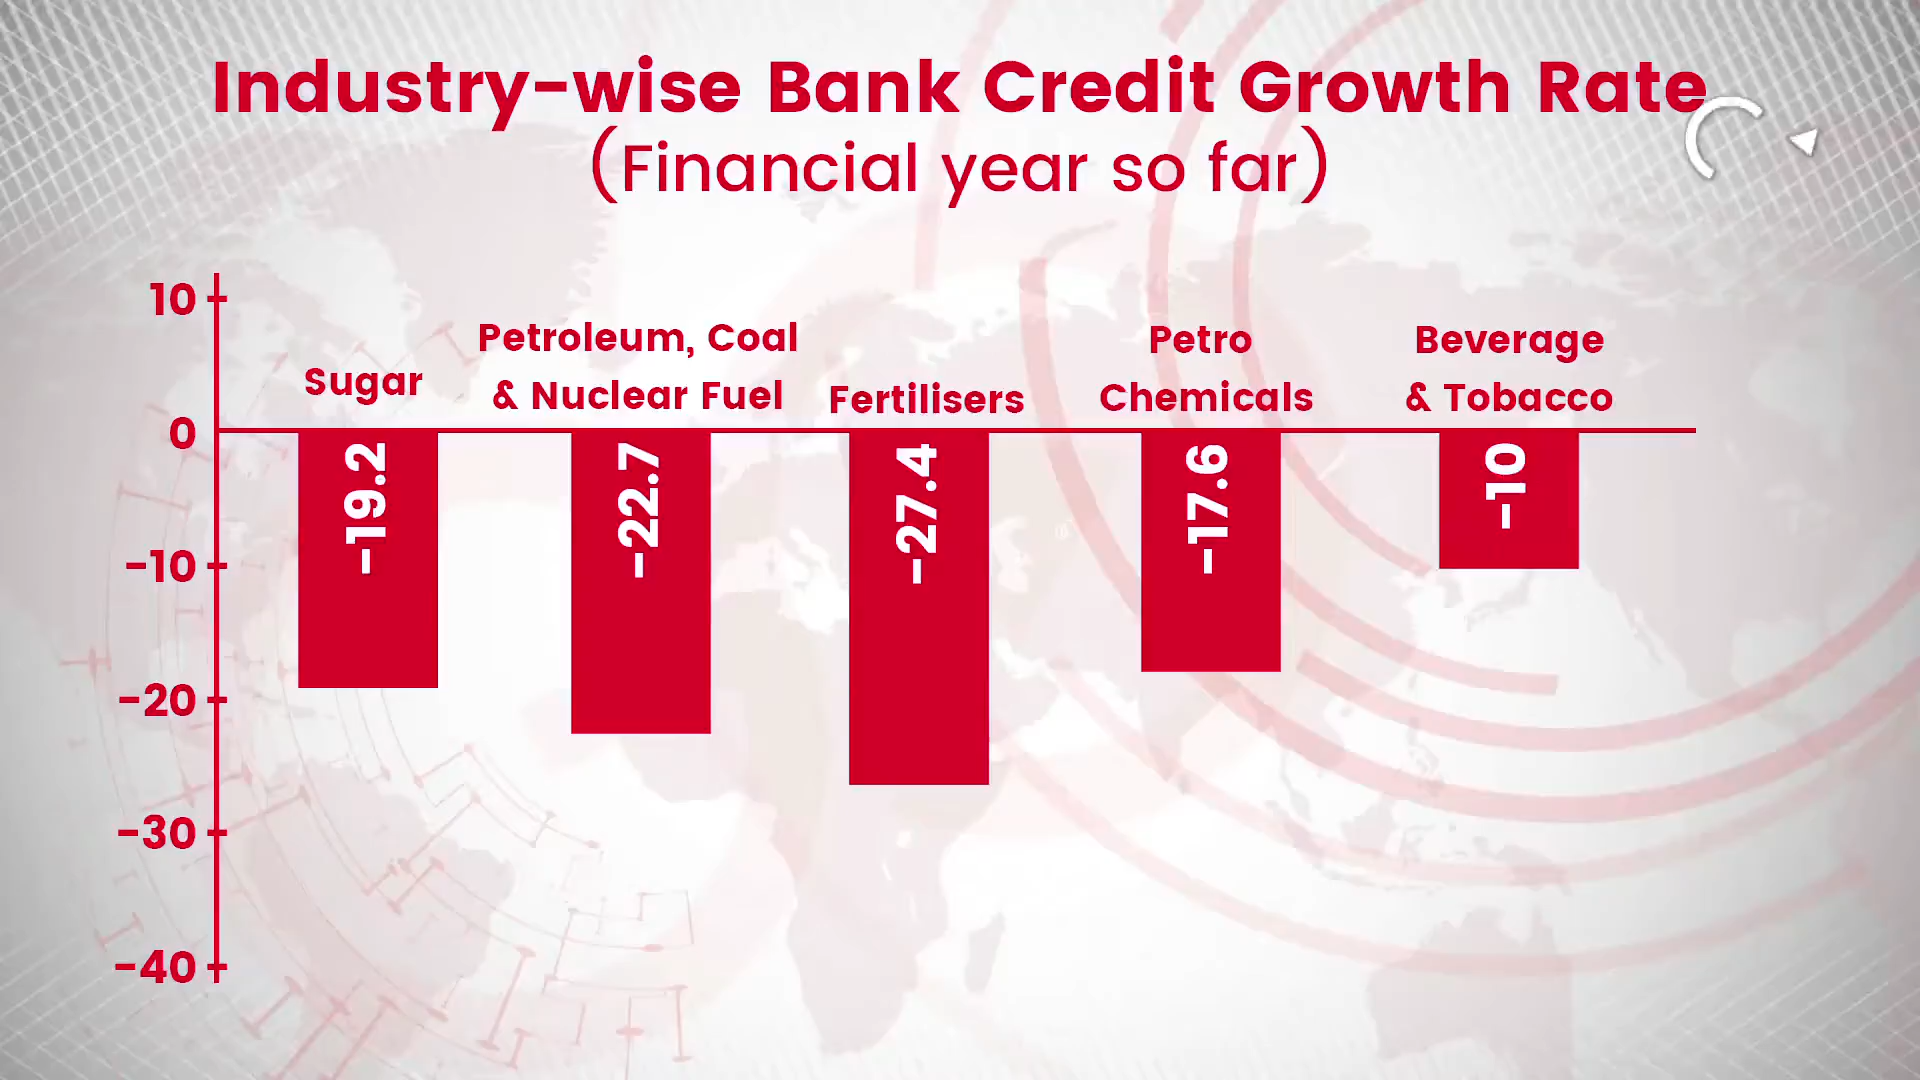 Industry-wise Bank Credit Growth Rate
(Financial year so far)
10
0
-10
-20
-30
-40
Sugar
Petroleum, Coal
& Nuclear Fuel
Fertilisers
Petro
Chemicals
Beverage
& Tobacco
-19.2
-22.7
-27.4
-17.6
-10